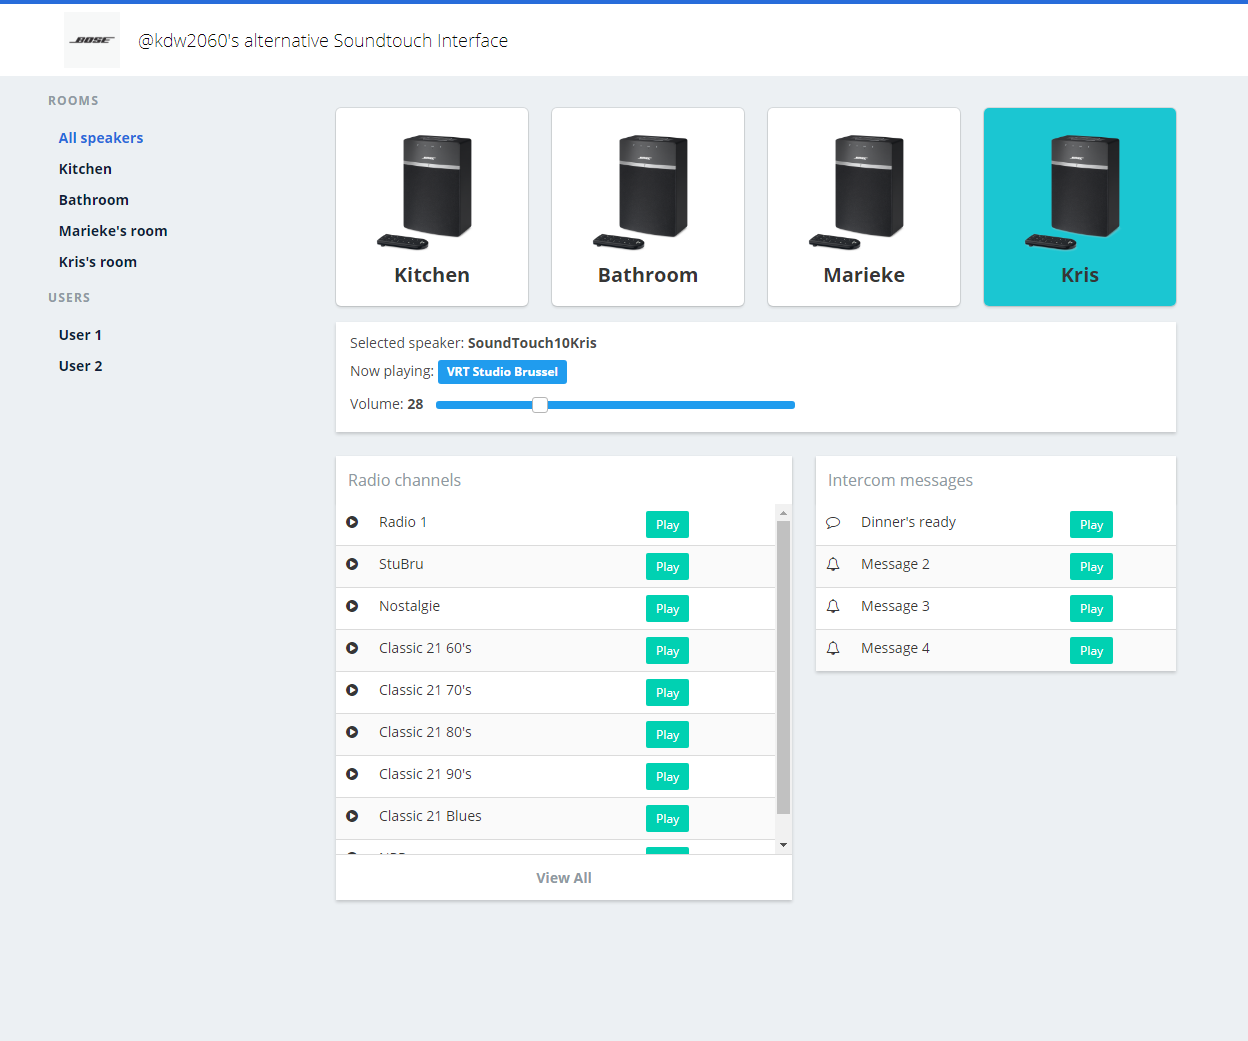 BOSE
@kdw2060's alternative Soundtouch Interface
ROOMS
All speakers
Kitchen
Bathroom
Marieke's room
Kris's room
USERS
User 1
User 2
Kitchen
Bathroom
Marieke
Kris
Selected speaker: SoundTouch10Kris
Now playing: VRT Studio Brussel
Volume: 28
Radio channels
Radio 1 Play
StuBru Play
Nostalgie Play
Classic 21 60's Play
Classic 21 70's Play
Classic 21 80's Play
Classic 21 90's Play
Classic 21 Blues Play
View All
Intercom messages
Dinner's ready Play
Message 2 Play
Message 3 Play
Message 4 Play